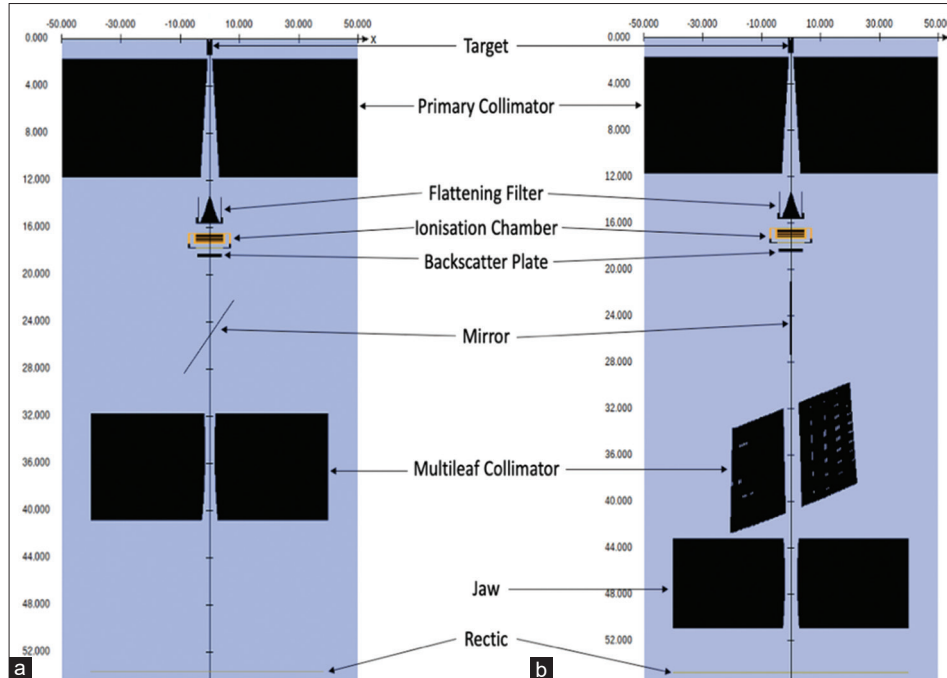 -50.000 -10.000 10.000 30.000 50.000 X
-50.000 -30.000 -10.000 10.000 30.000 50.000
0.000
4.000
8.000
12.000
16.000
20.000
24.000
28.000
32.000
36.000
40.000
44.000
48.000
52.000
a
Target
Primary Collimator
Flattening Filter
Ionisation Chamber
Backscatter Plate
Mirror
Multileaf Collimator
Jaw
Rectic
0.000
4.000
8.000
12.000
16.000
20.000
24.000
28.000
32.000
36.000
40.000
44.000
48.000
52.000
b